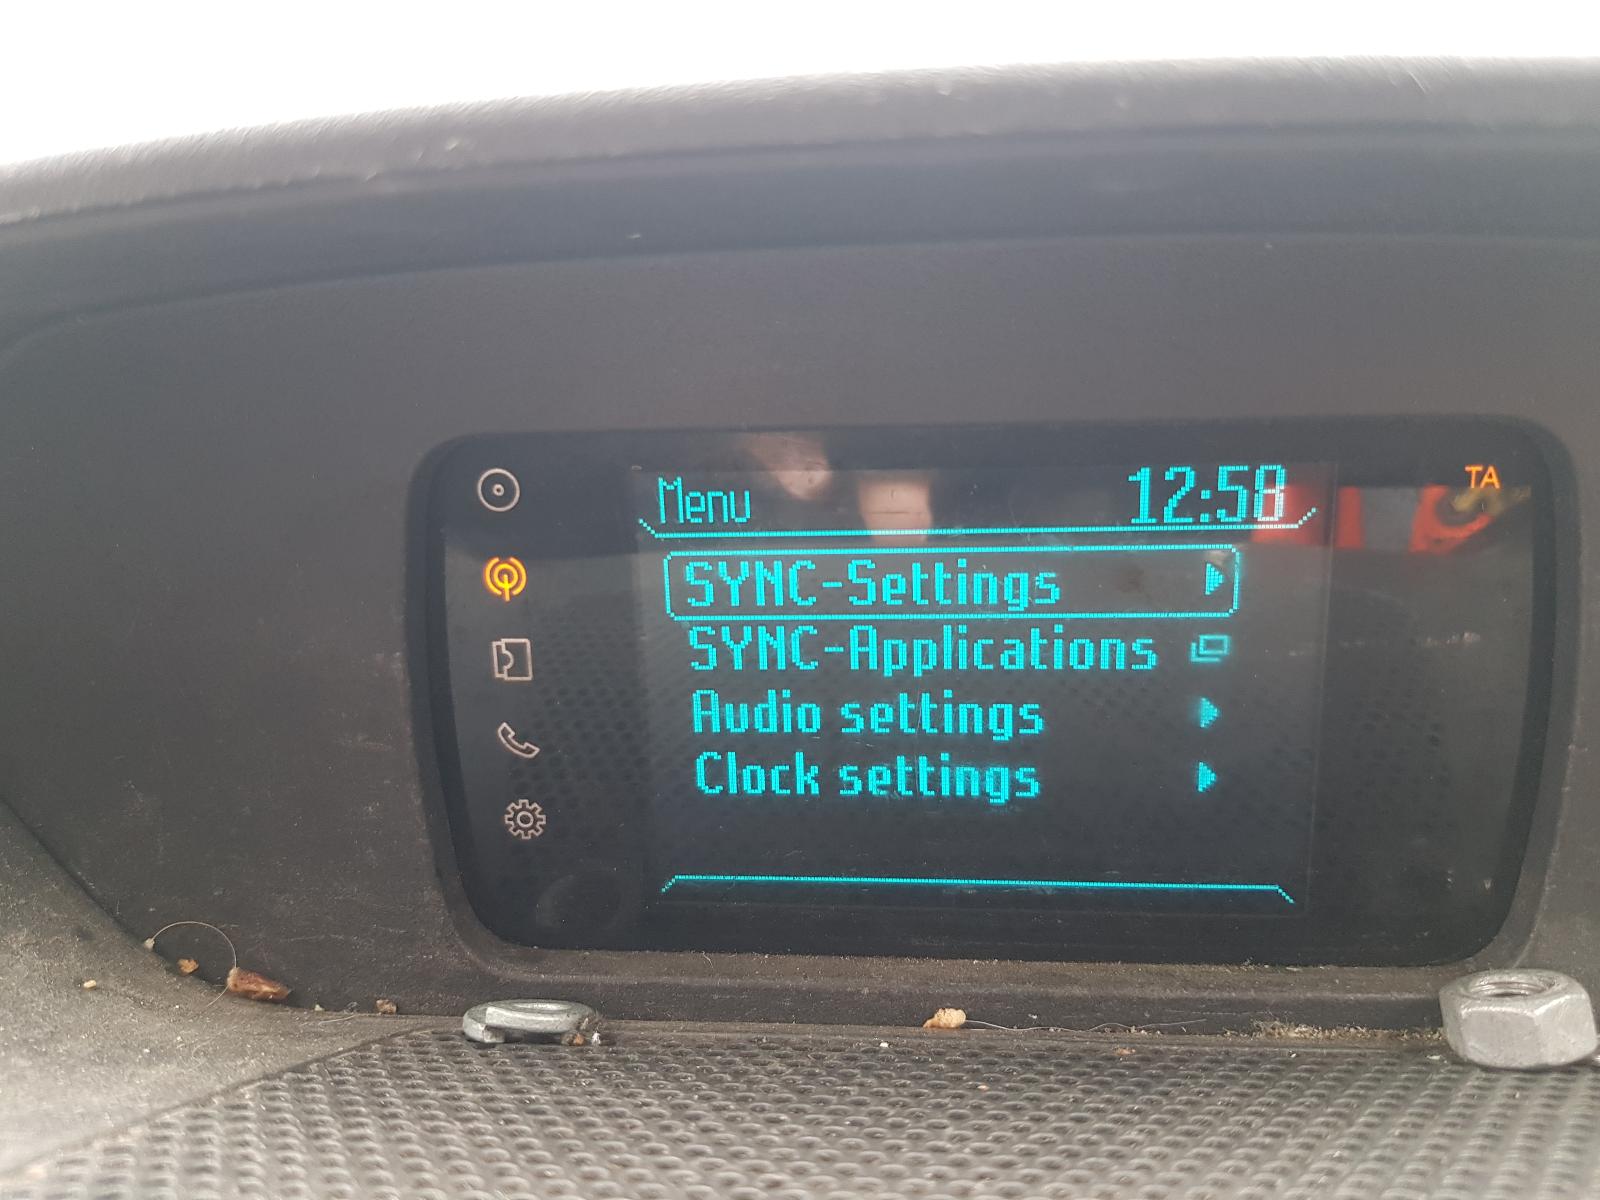 Menu 12:58 TA
SYNC-Settings
SYNC-Applications
Audio settings
Clock settings